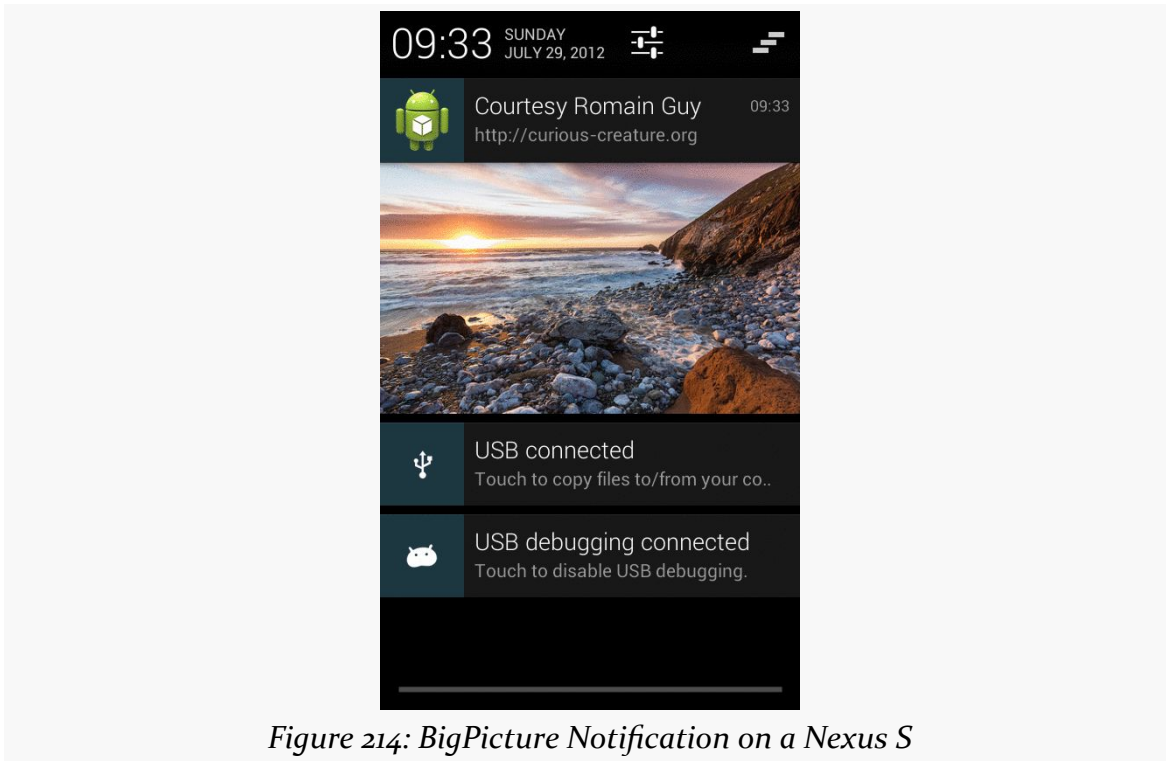 09:33 SUNDAY
JULY 29, 2012
Courtesy Romain Guy 09:33
http://curious-creature.org
USB connected
Touch to copy files to/from your co..
USB debugging connected
Touch to disable USB debugging.
Figure 214: BigPicture Notification on a Nexus S